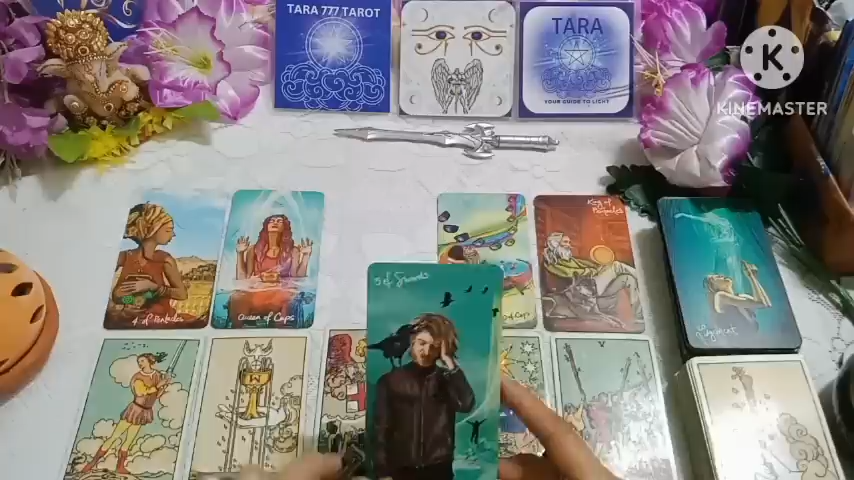 TARA 777 TAROT
TARA
YOUR GUIDE TO LIGHT
KINEMASTER
King of
Pentacles
5 of Swords
4 of Pentacles
Queen of Cups
Judgment